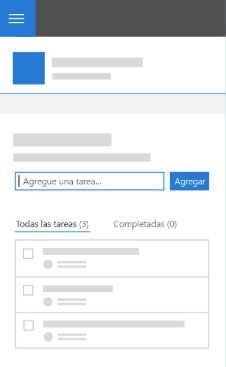 Agregue una tarea...
Agregar
Todas las tareas (3)
Completadas (0)